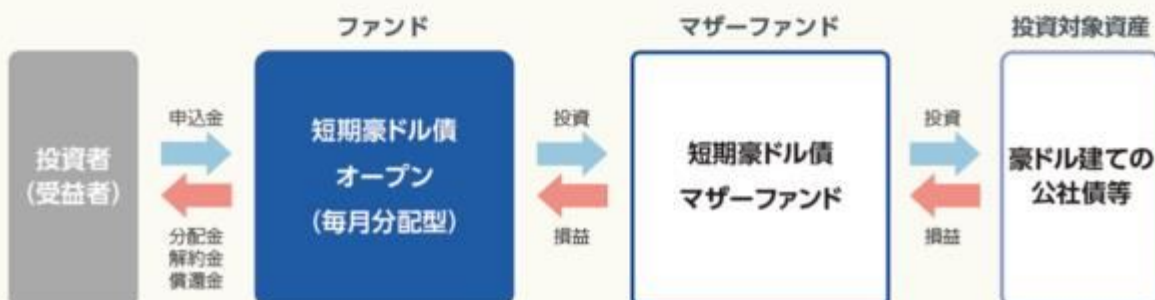 ファンド
マザーファンド
投資対象資産
投資者
(受益者)
申込金
分配金
解約金
償還金
短期豪ドル債
オープン
(毎月分配型)
投資
損益
短期豪ドル債
マザーファンド
投資
損益
豪ドル建ての
公社債等